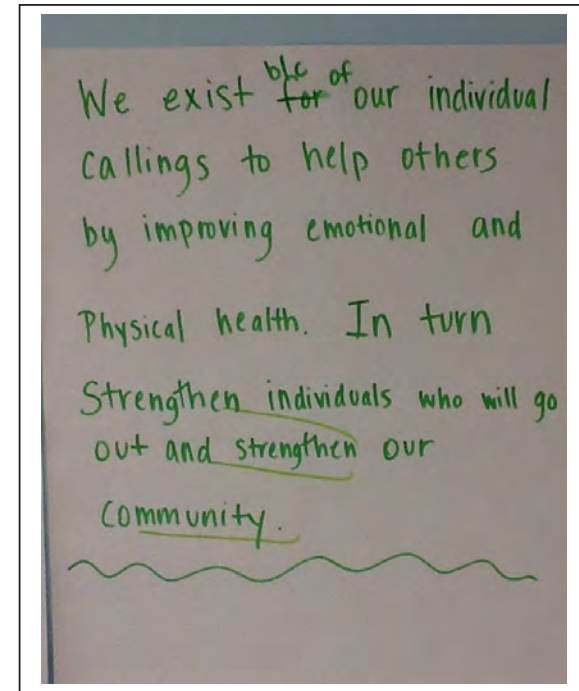 We exist b/c of for our individual
callings to help others
by improving emotional and
Physical health. In turn
Strengthen individuals who will go
out and strengthen our
community.